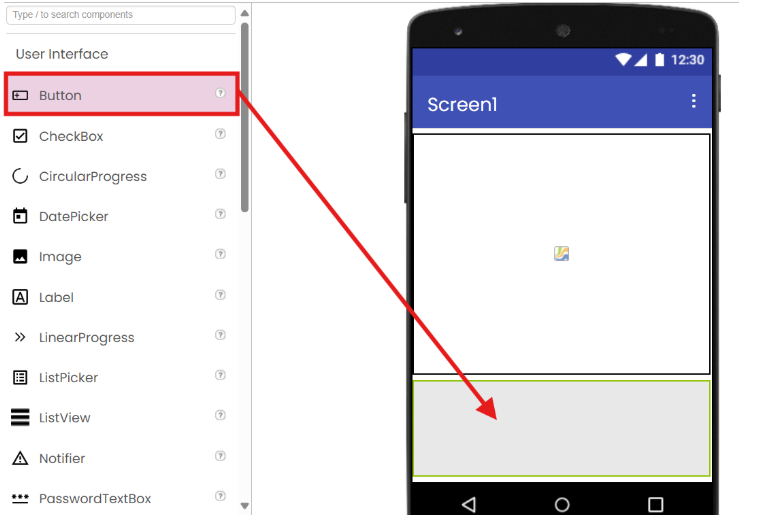 Type / to search components
User Interface
Button
?
CheckBox
?
CircularProgress
?
DatePicker
?
Image
?
Label
?
LinearProgress
?
ListPicker
?
ListView
?
Notifier
?
PasswordTextBox
?
12:30
Screen1